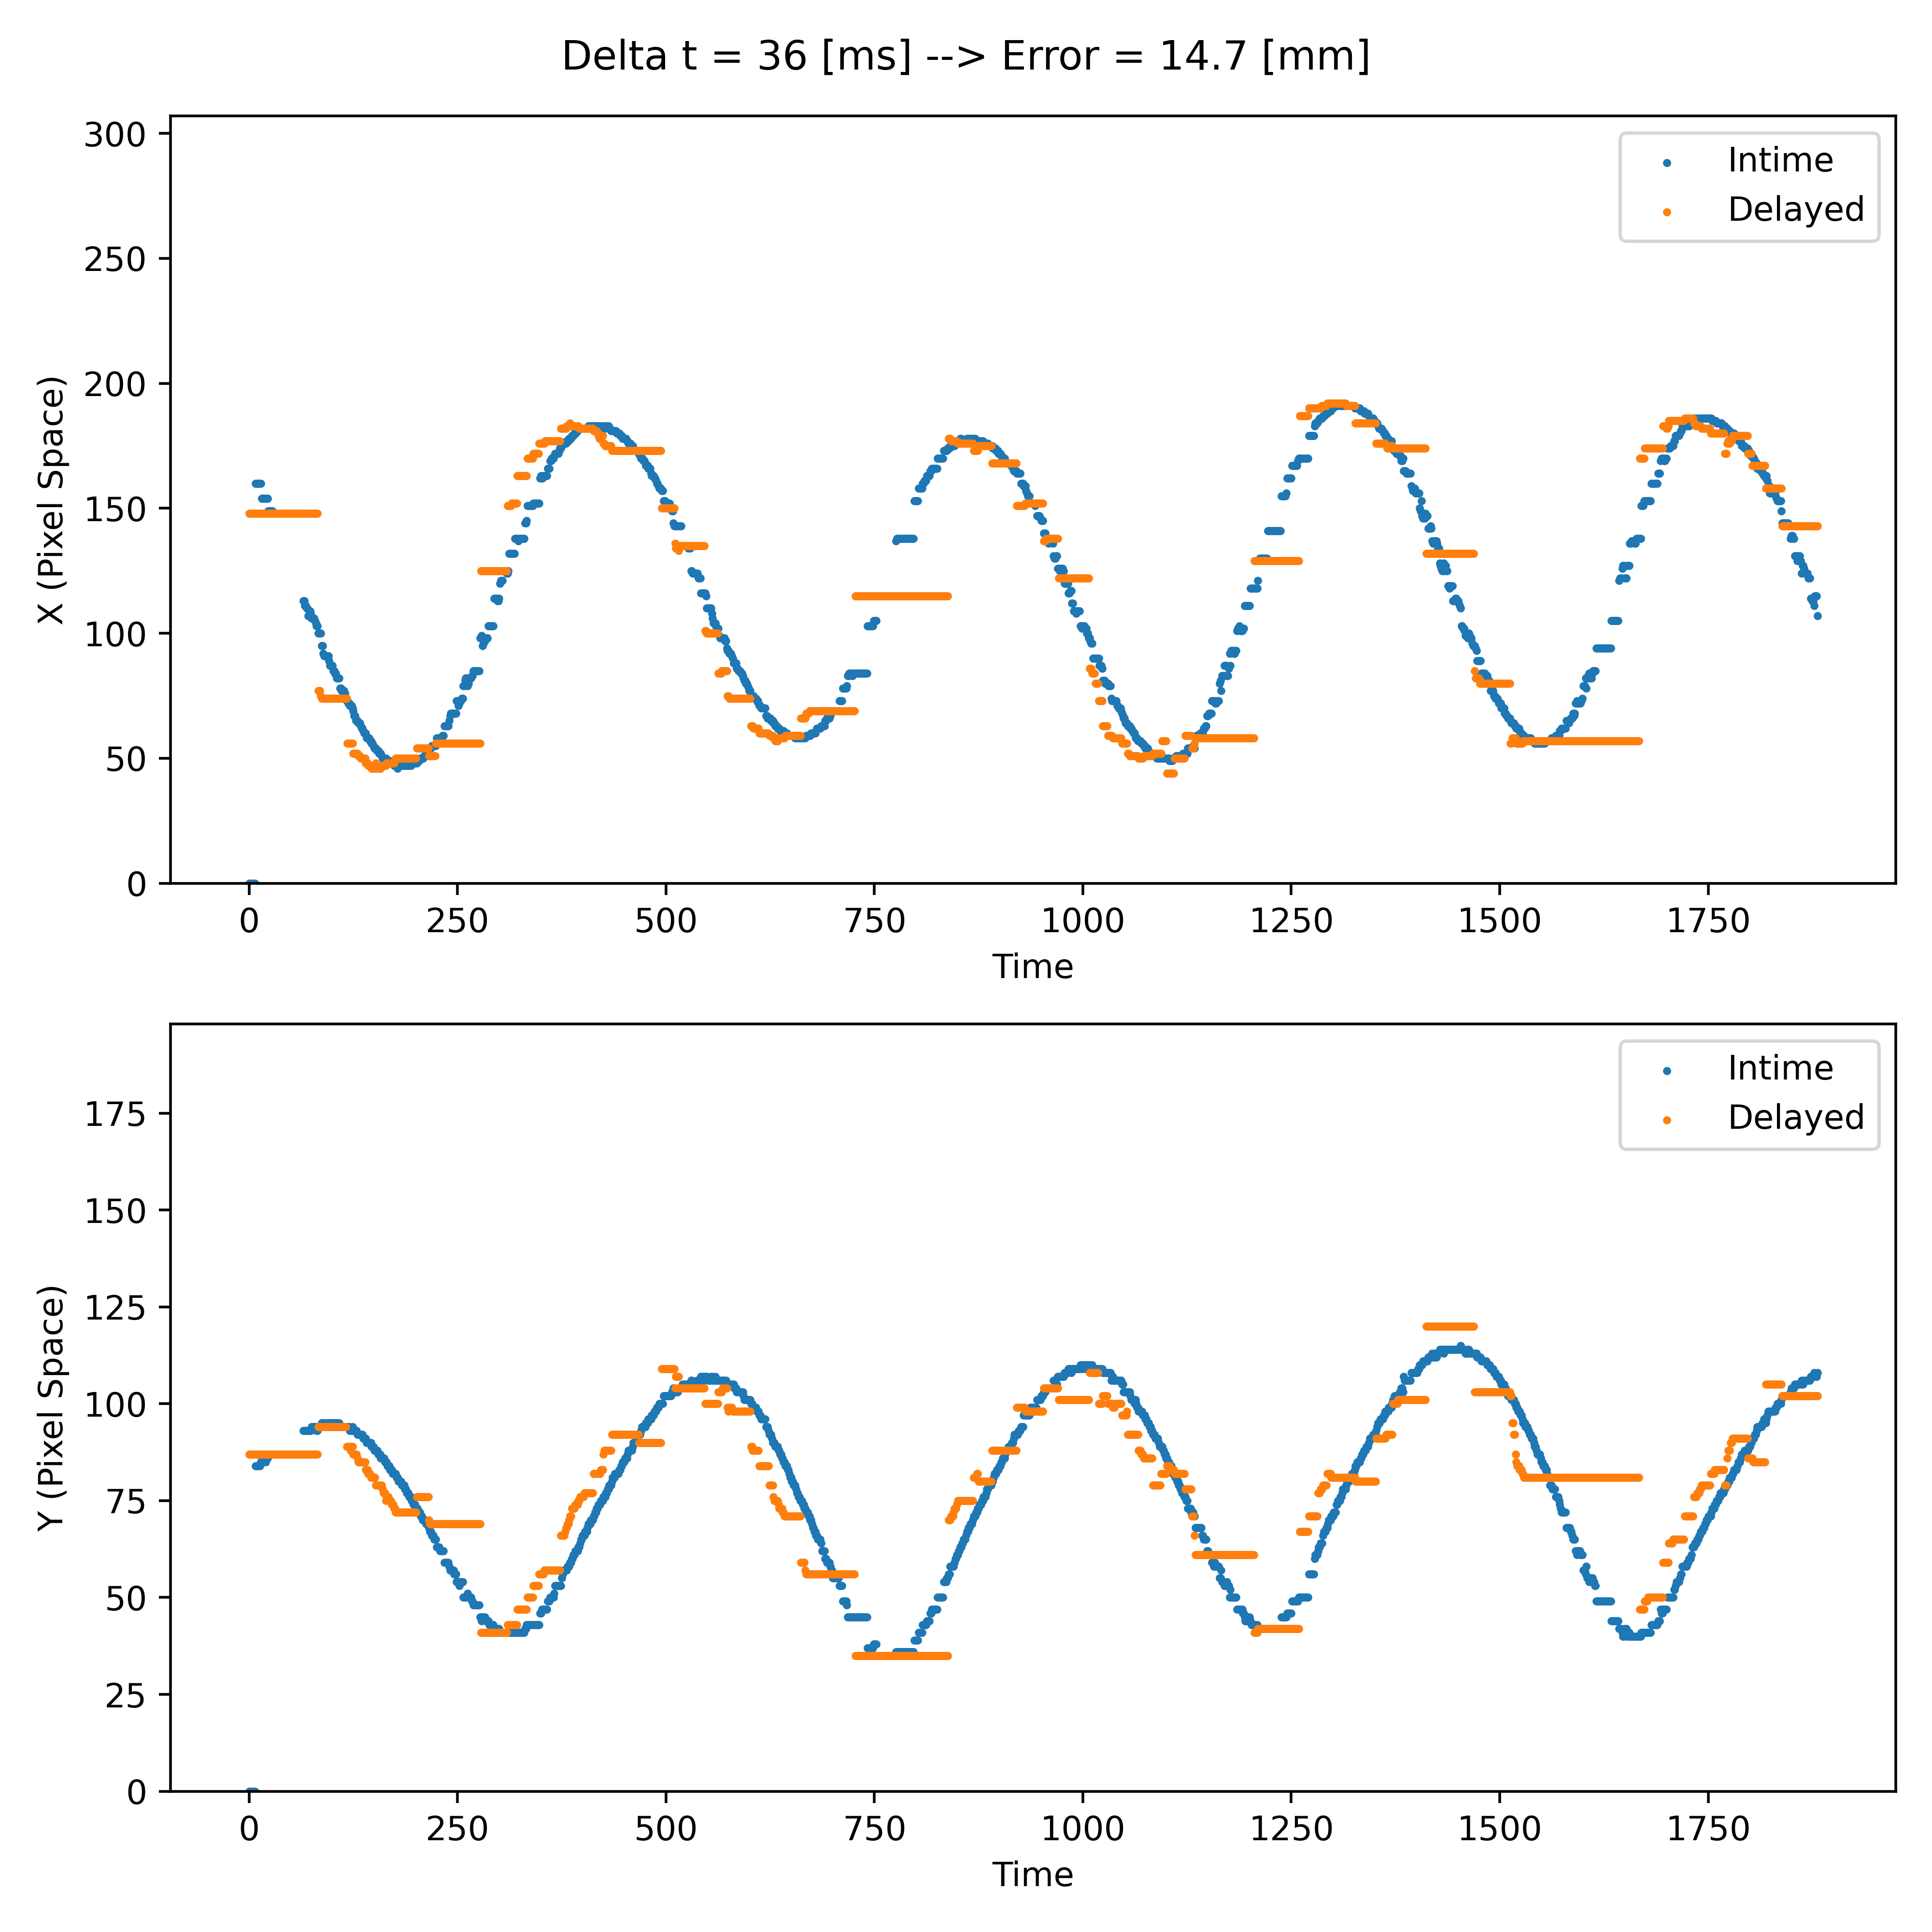 Delta t = 36 [ms] --> Error = 14.7 [mm]
300
250
200
150
100
50
0
X (Pixel Space)
Intime
Delayed
0 250 500 750 1000 1250 1500 1750
Time
175
150
125
100
75
50
25
0
Y (Pixel Space)
Intime
Delayed
0 250 500 750 1000 1250 1500 1750
Time